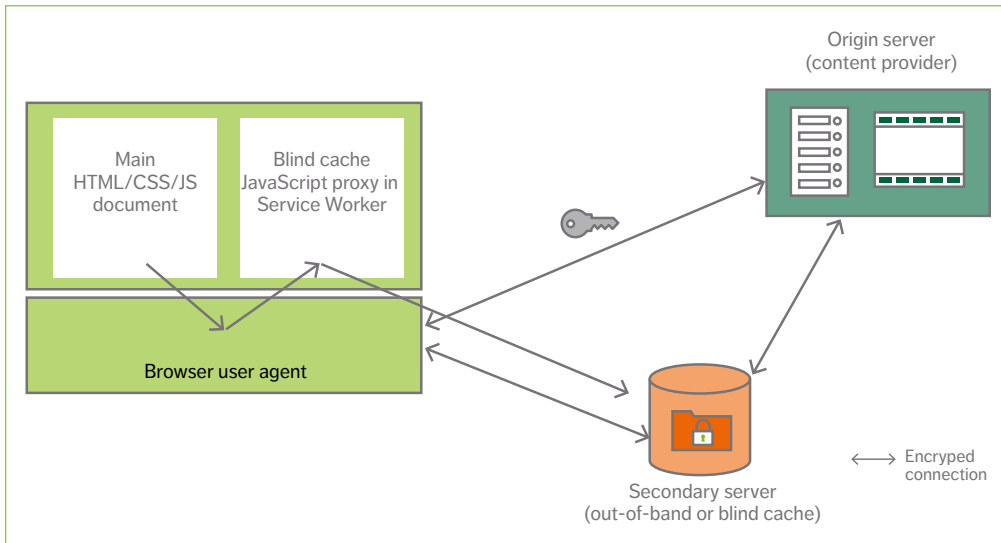 Origin server
(content provider)
Main
HTML/CSS/JS
document
Blind cache
JavaScript proxy in
Service Worker
Browser user agent
Secondary server
(out-of-band or blind cache)
Encryped
connection